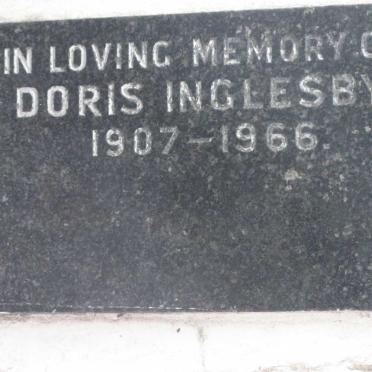 IN LOVING MEMORY O
DORIS INGLESBY
1907-1966.